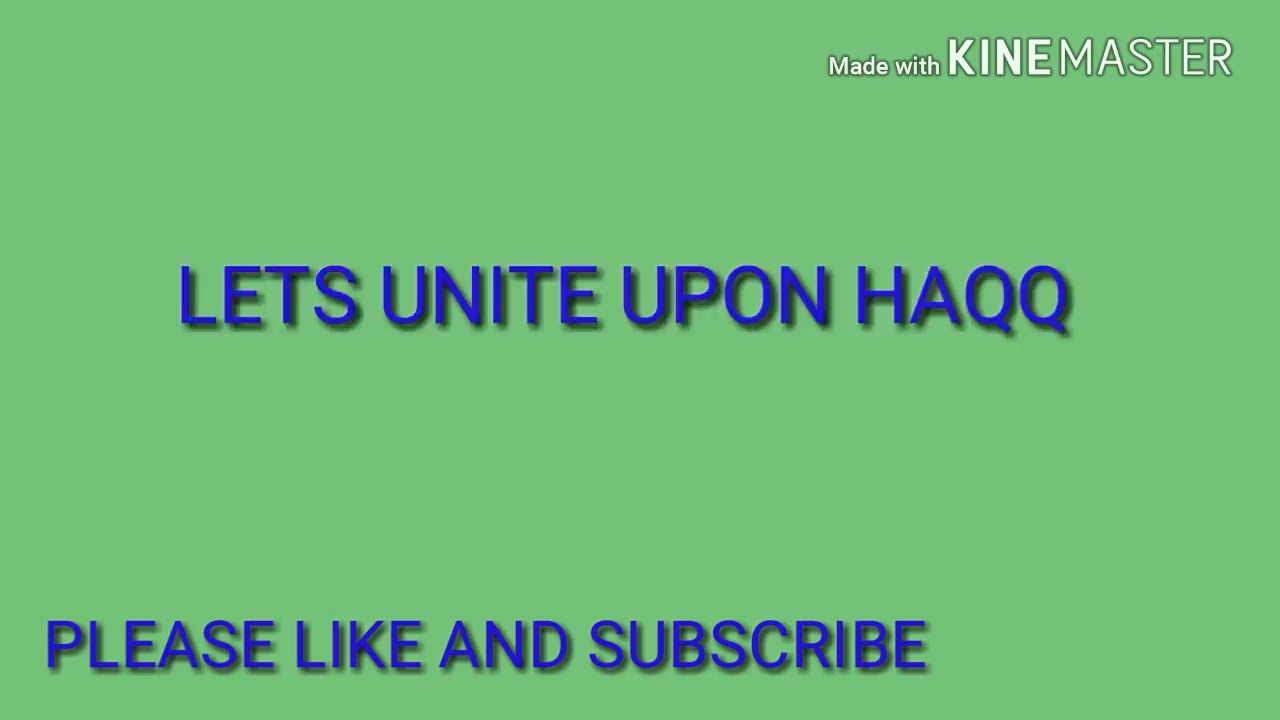 Made with KINEMASTER
LETS UNITE UPON HAQQ
PLEASE LIKE AND SUBSCRIBE